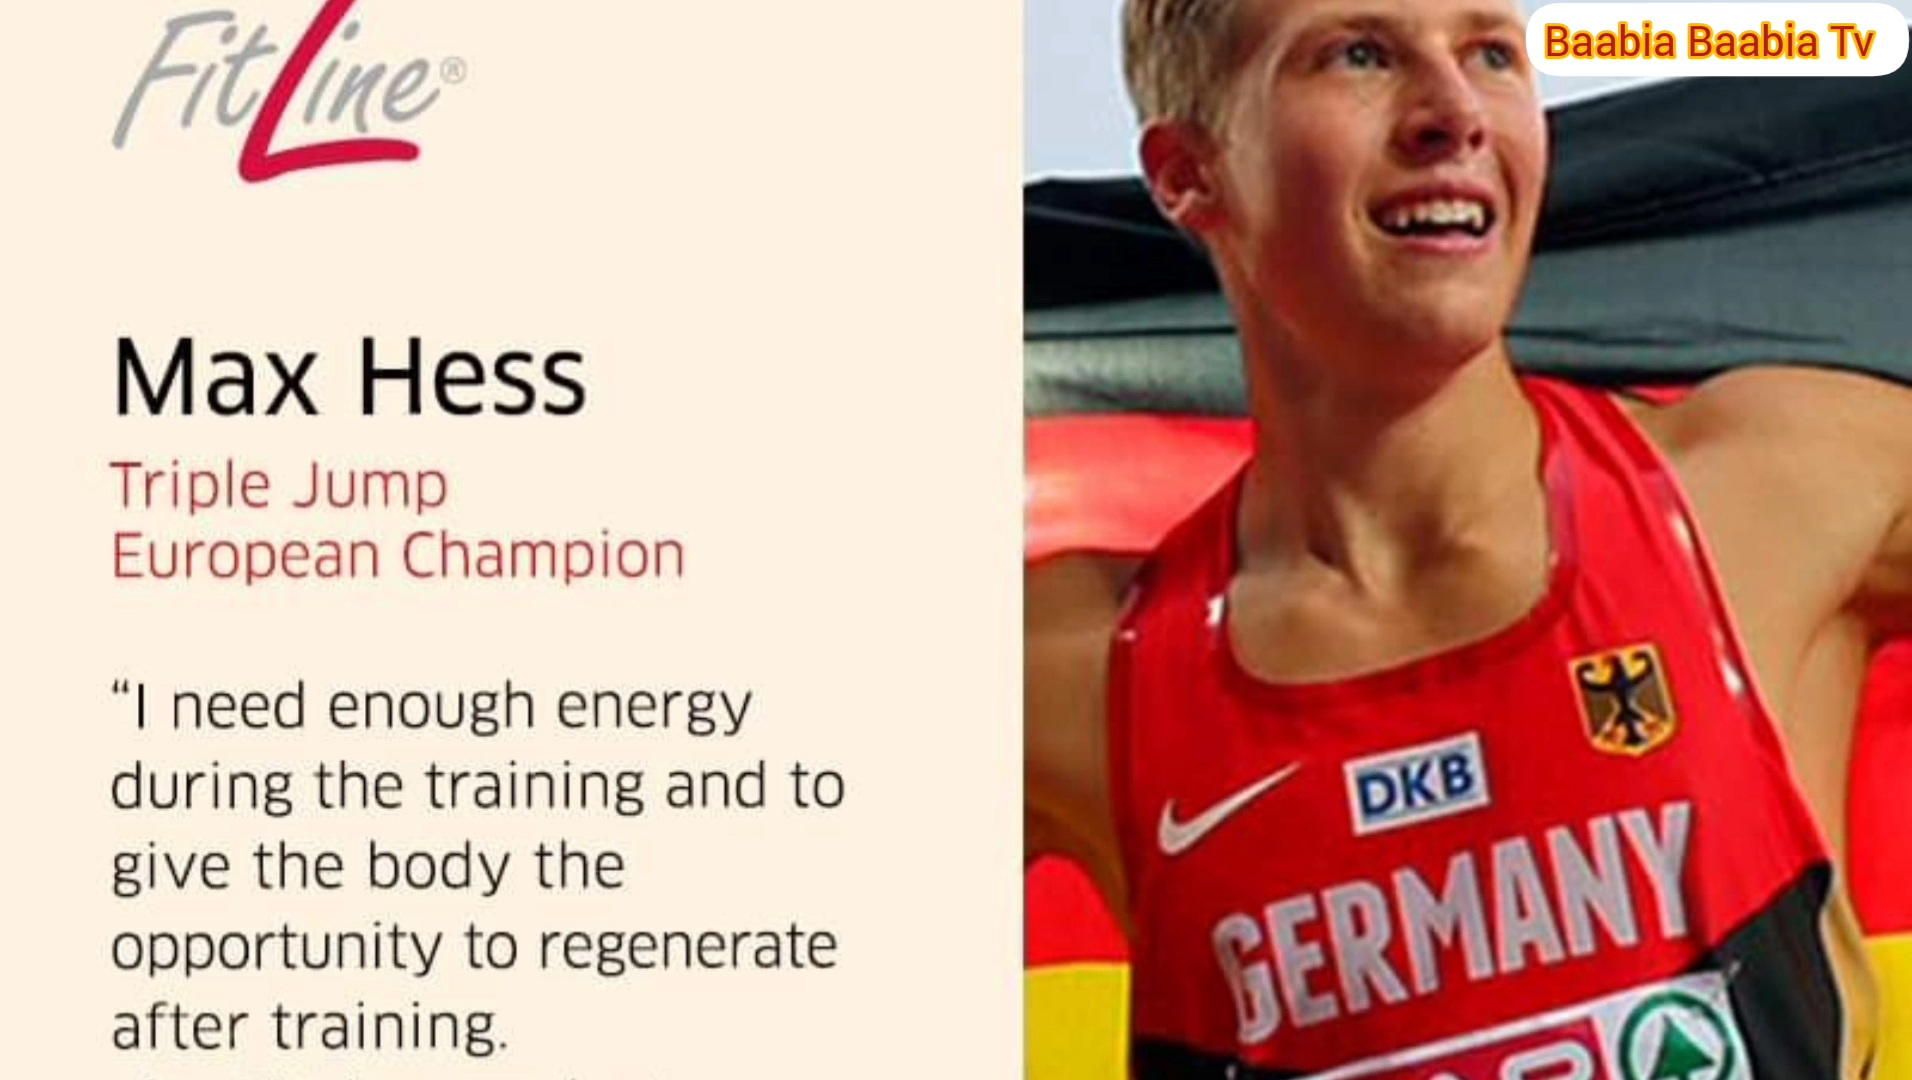 FitLine®
Baabia Baabia Tv
Max Hess
Triple Jump
European Champion
“I need enough energy
during the training and to
give the body the
opportunity to regenerate
after training.
DKB
GERMANY